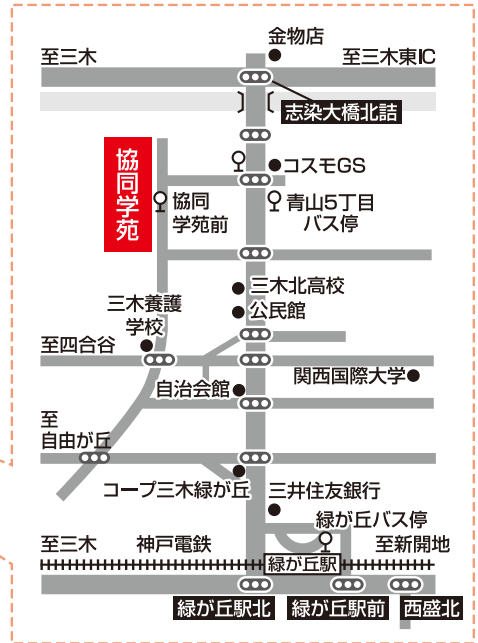 金物店
至三木
至三木東IC
志染大橋北詰
協同学苑
コスモGS
協同
学苑前
青山5丁目
バス停
三木北高校
公民館
三木養護
学校
至四合谷
関西国際大学
自治会館
至
自由が丘
コープ三木緑が丘
三井住友銀行
緑が丘バス停
至三木
神戸電鉄
至新開地
緑が丘駅
緑が丘駅北
緑が丘駅前
西盛北